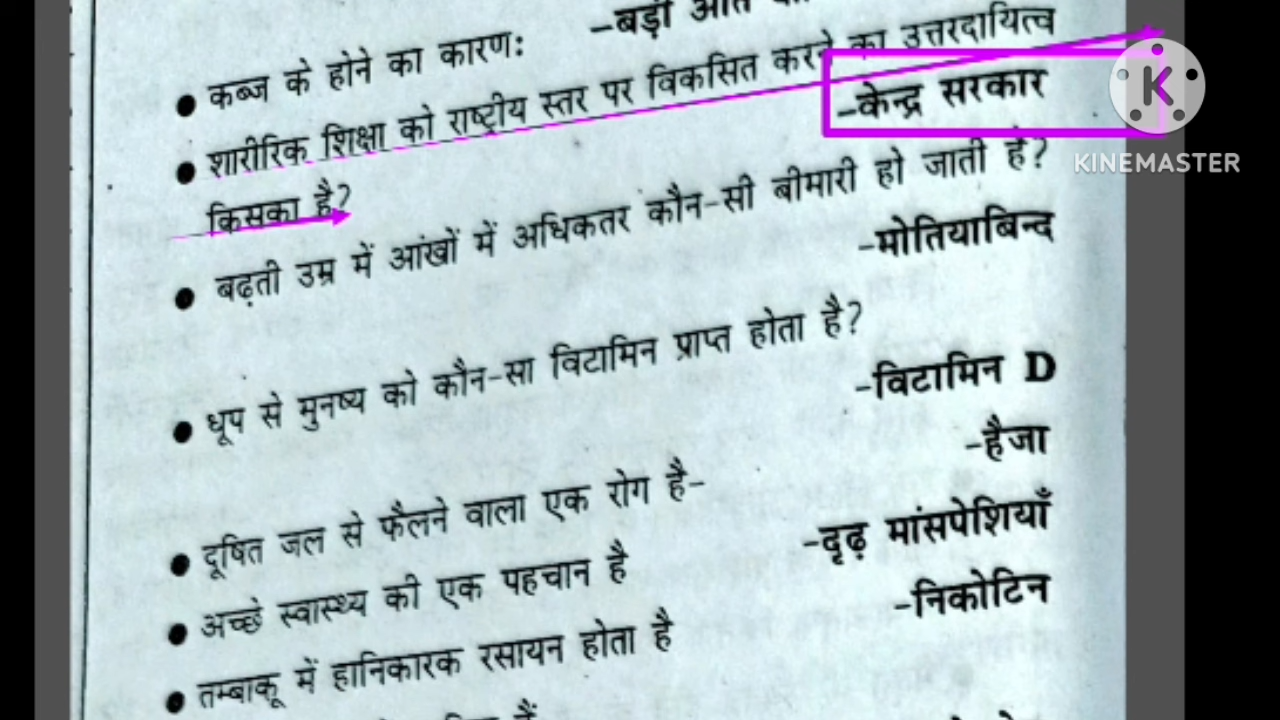 -बड़ी आंत
• कब्ज के होने का कारण:
• शारीरिक शिक्षा को राष्ट्रीय स्तर पर विकसित करने का उत्तरदायित्व
किसका है?
-केन्द्र सरकार
K
KINEMASTER
• बढ़ती उम्र में आंखों में अधिकतर कौन-सी बीमारी हो जाती है?
-मोतियाबिन्द
• धूप से मुनष्य को कौन-सा विटामिन प्राप्त होता है?
-विटामिन D
• दूषित जल से फैलने वाला एक रोग है-
-हैजा
• अच्छे स्वास्थ्य की एक पहचान है
-दृढ़ मांसपेशियाँ
• तम्बाकू में हानिकारक रसायन होता है
-निकोटिन